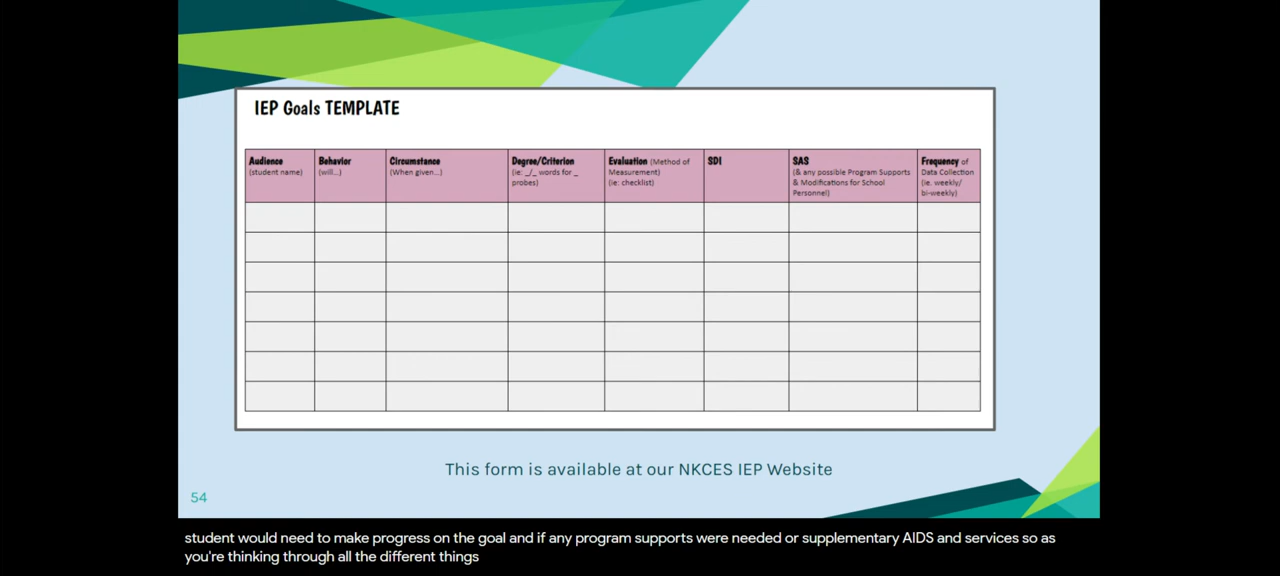 IEP Goals TEMPLATE
Audience
(student name)
Behavior
(will...)
Circumstance
(When given...)
Degree/Criterion
(ie: _/_ words for _
probes)
Evaluation (Method of
Measurement)
(ie: checklist)
SDI
SAS
(& any possible Program Supports
& Modifications for School
Personnel)
Frequency of
Data Collection
(ie. weekly/
bi-weekly)
This form is available at our NKCES IEP Website
54
student would need to make progress on the goal and if any program supports were needed or supplementary AIDS and services so as
you're thinking through all the different things